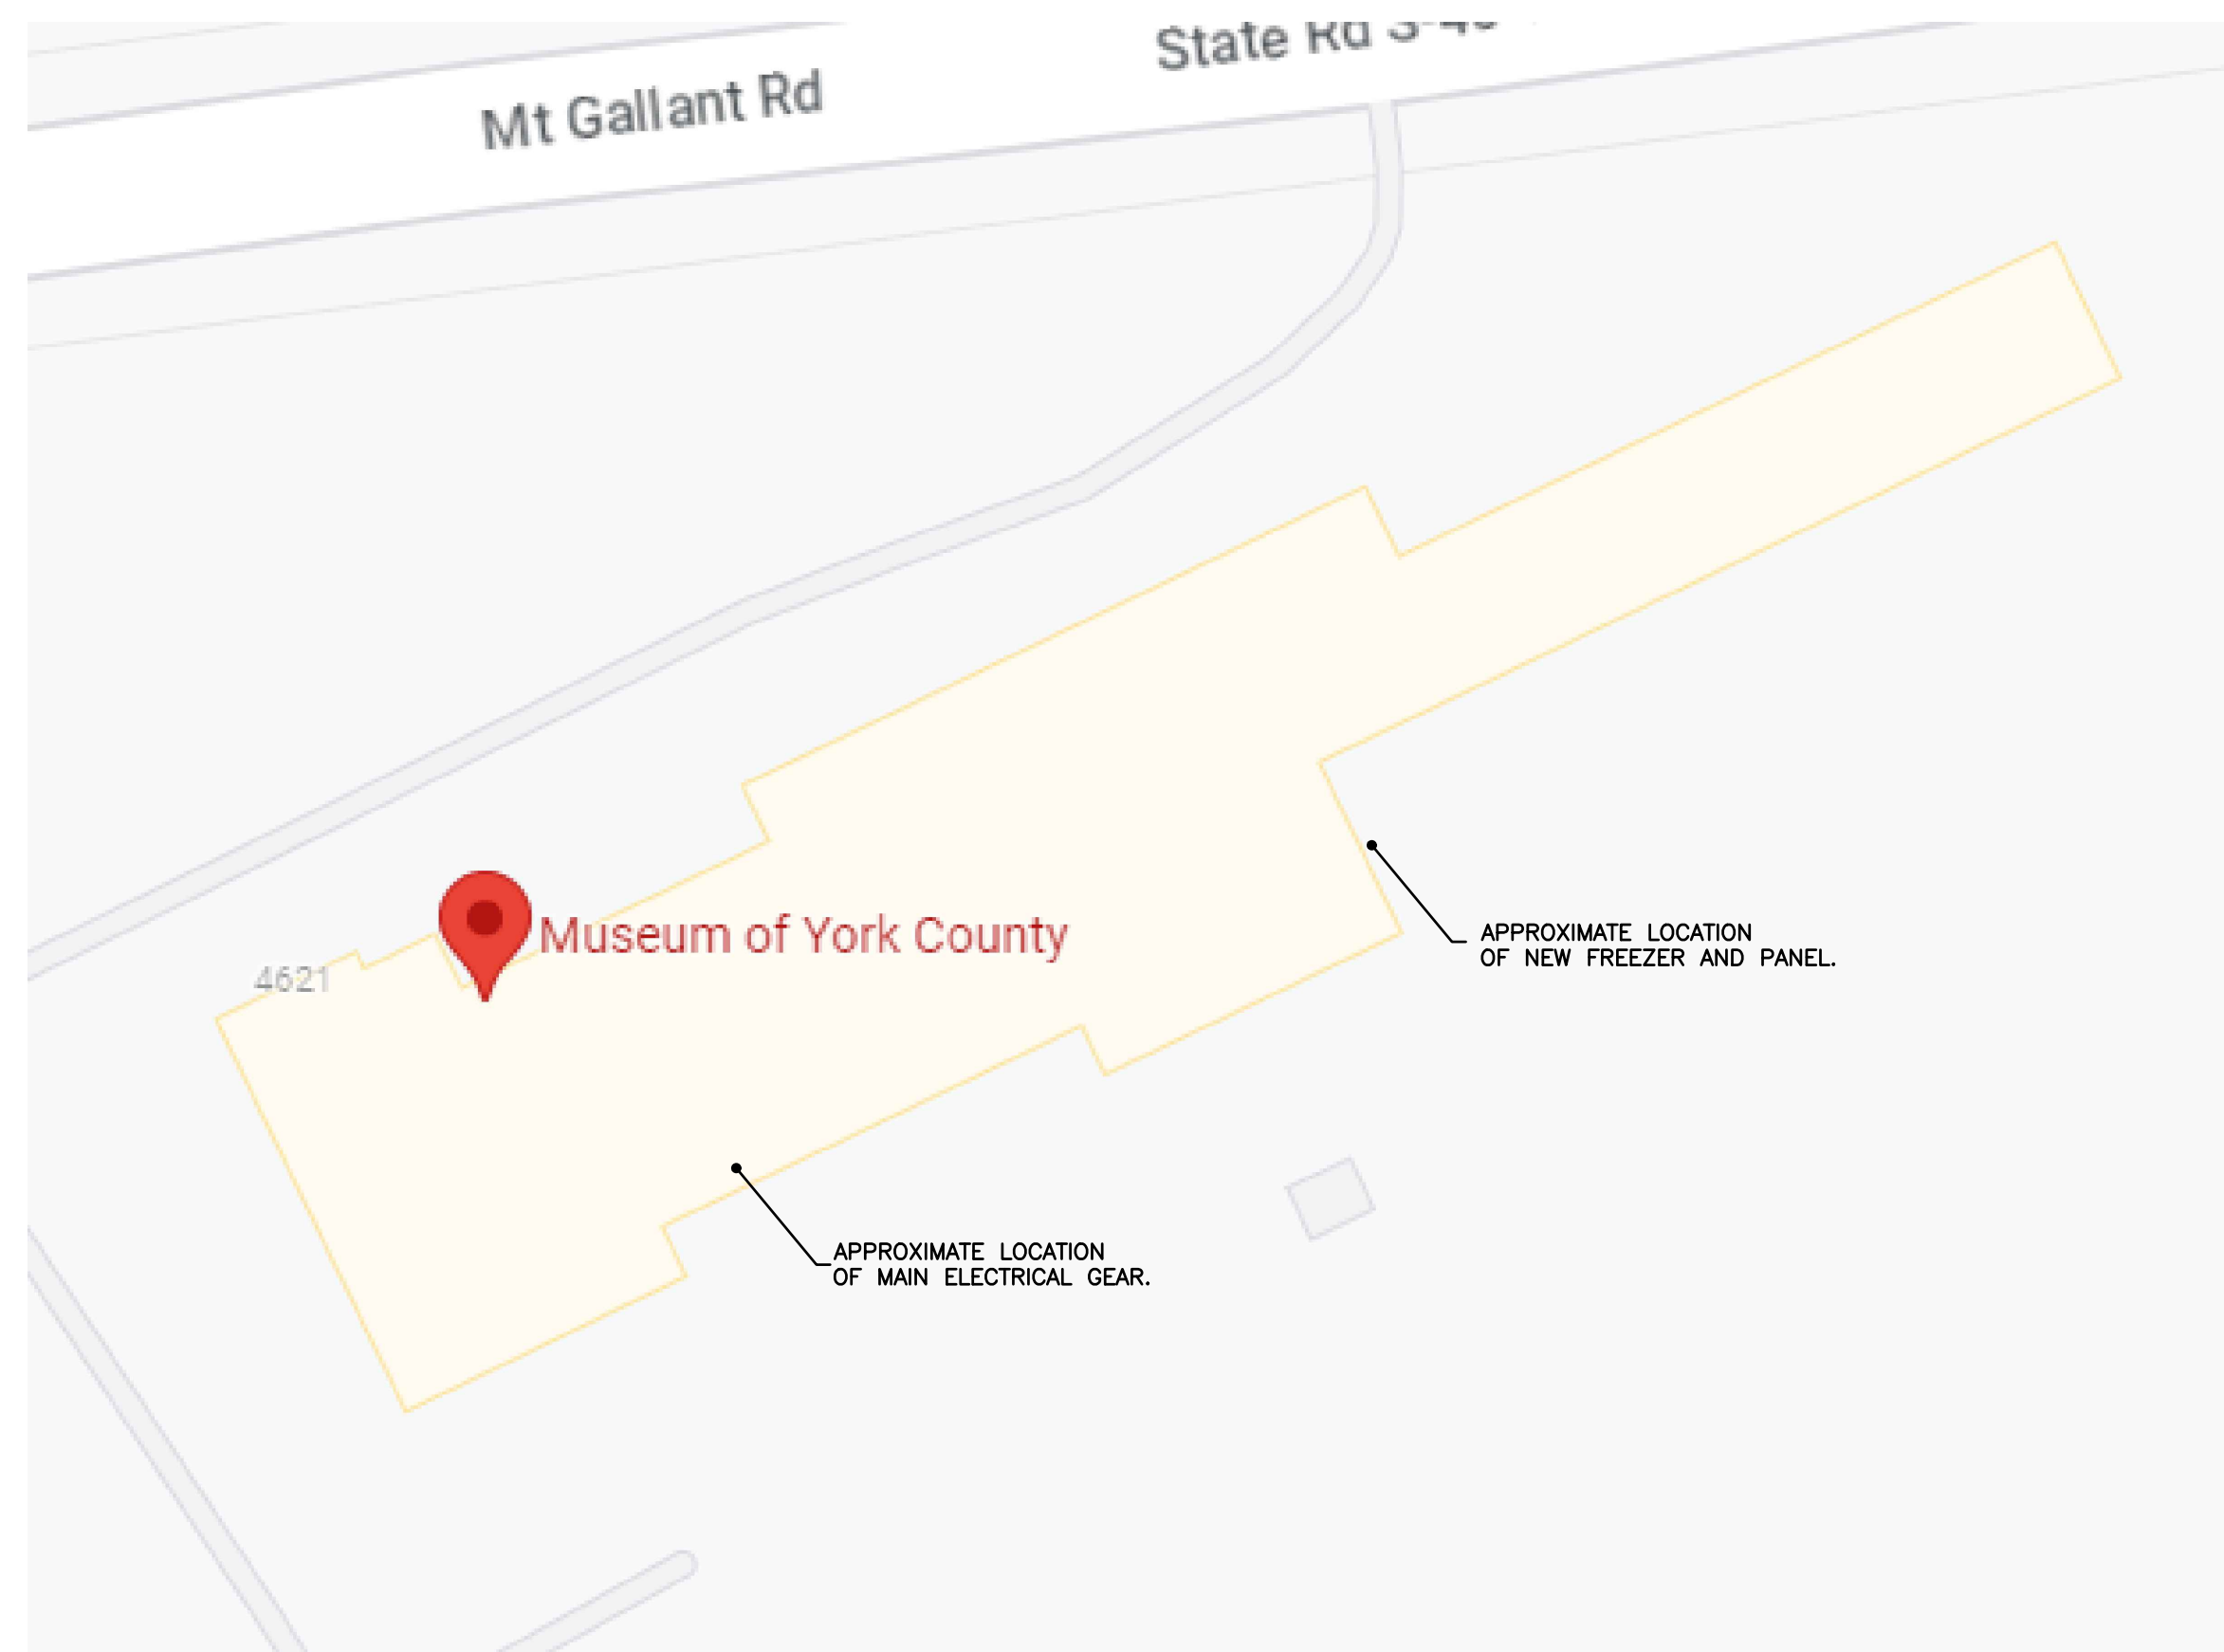 State Rd
Mt Gallant Rd
Museum of York County
4621
APPROXIMATE LOCATION
OF NEW FREEZER AND PANEL.
APPROXIMATE LOCATION
OF MAIN ELECTRICAL GEAR.